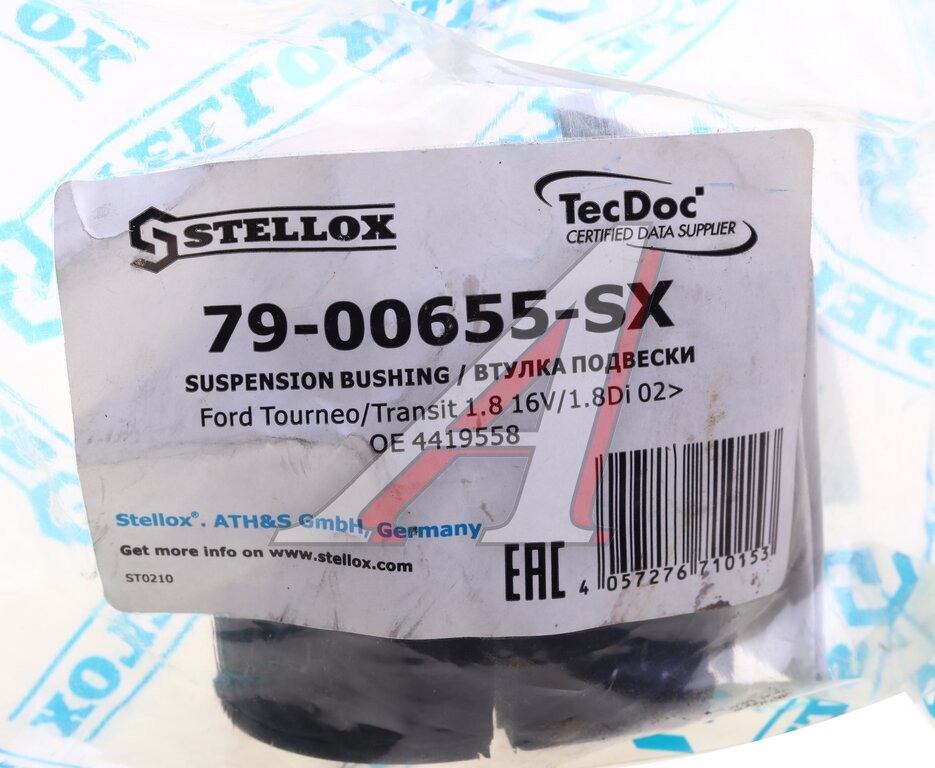 STELLOX
TecDoc
CERTIFIED DATA SUPPLIER
79-00655-SX
SUSPENSION BUSHING / ВТУЛКА ПОДВЕСКИ
Ford Tourneo/Transit 1.8 16V/1.8Di 02>
OE 4419558
Stellox®. ATH&S GmbH, Germany
Get more info on www.stellox.com
ST0210
EAC
4 057276 710153